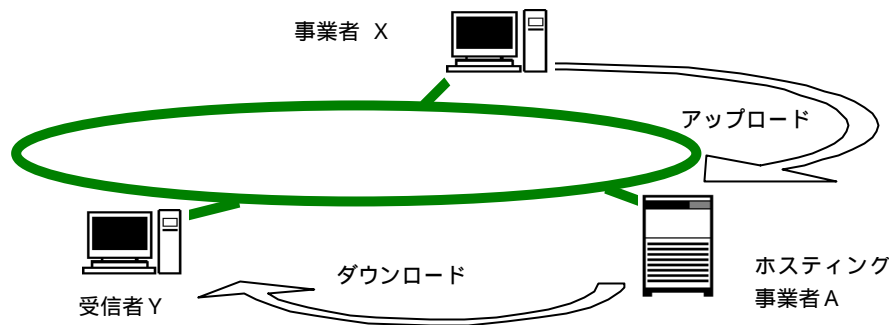 事業者 X
アップロード
ダウンロード
ホスティング
事業者A
受信者Y